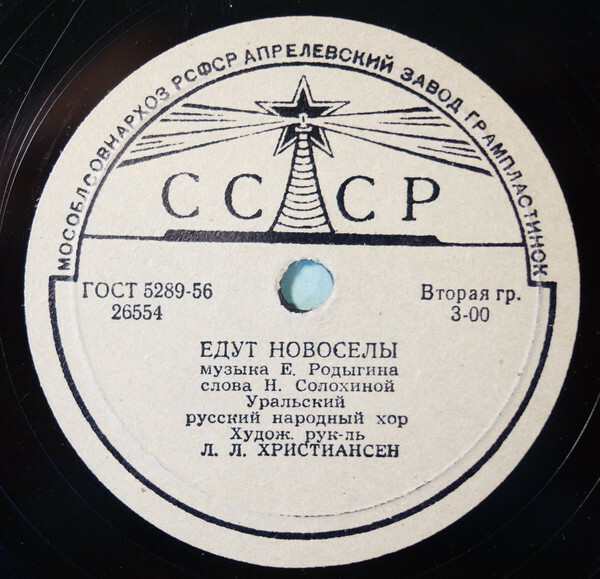 МОСОБЛСОВНАРХОЗ РСФСР АПРЕЛЕВСКИЙ ЗАВОД ГРАМПЛАСТИНОК
СССР
ГОСТ 5289-56
26554
Вторая гр.
3-00
ЕДУТ НОВОСЕЛЫ
музыка Е. Родыгина
слова Н. Солохиной
Уральский
русский народный хор
Худож. рук-ль
Л. Л. ХРИСТИАНСЕН